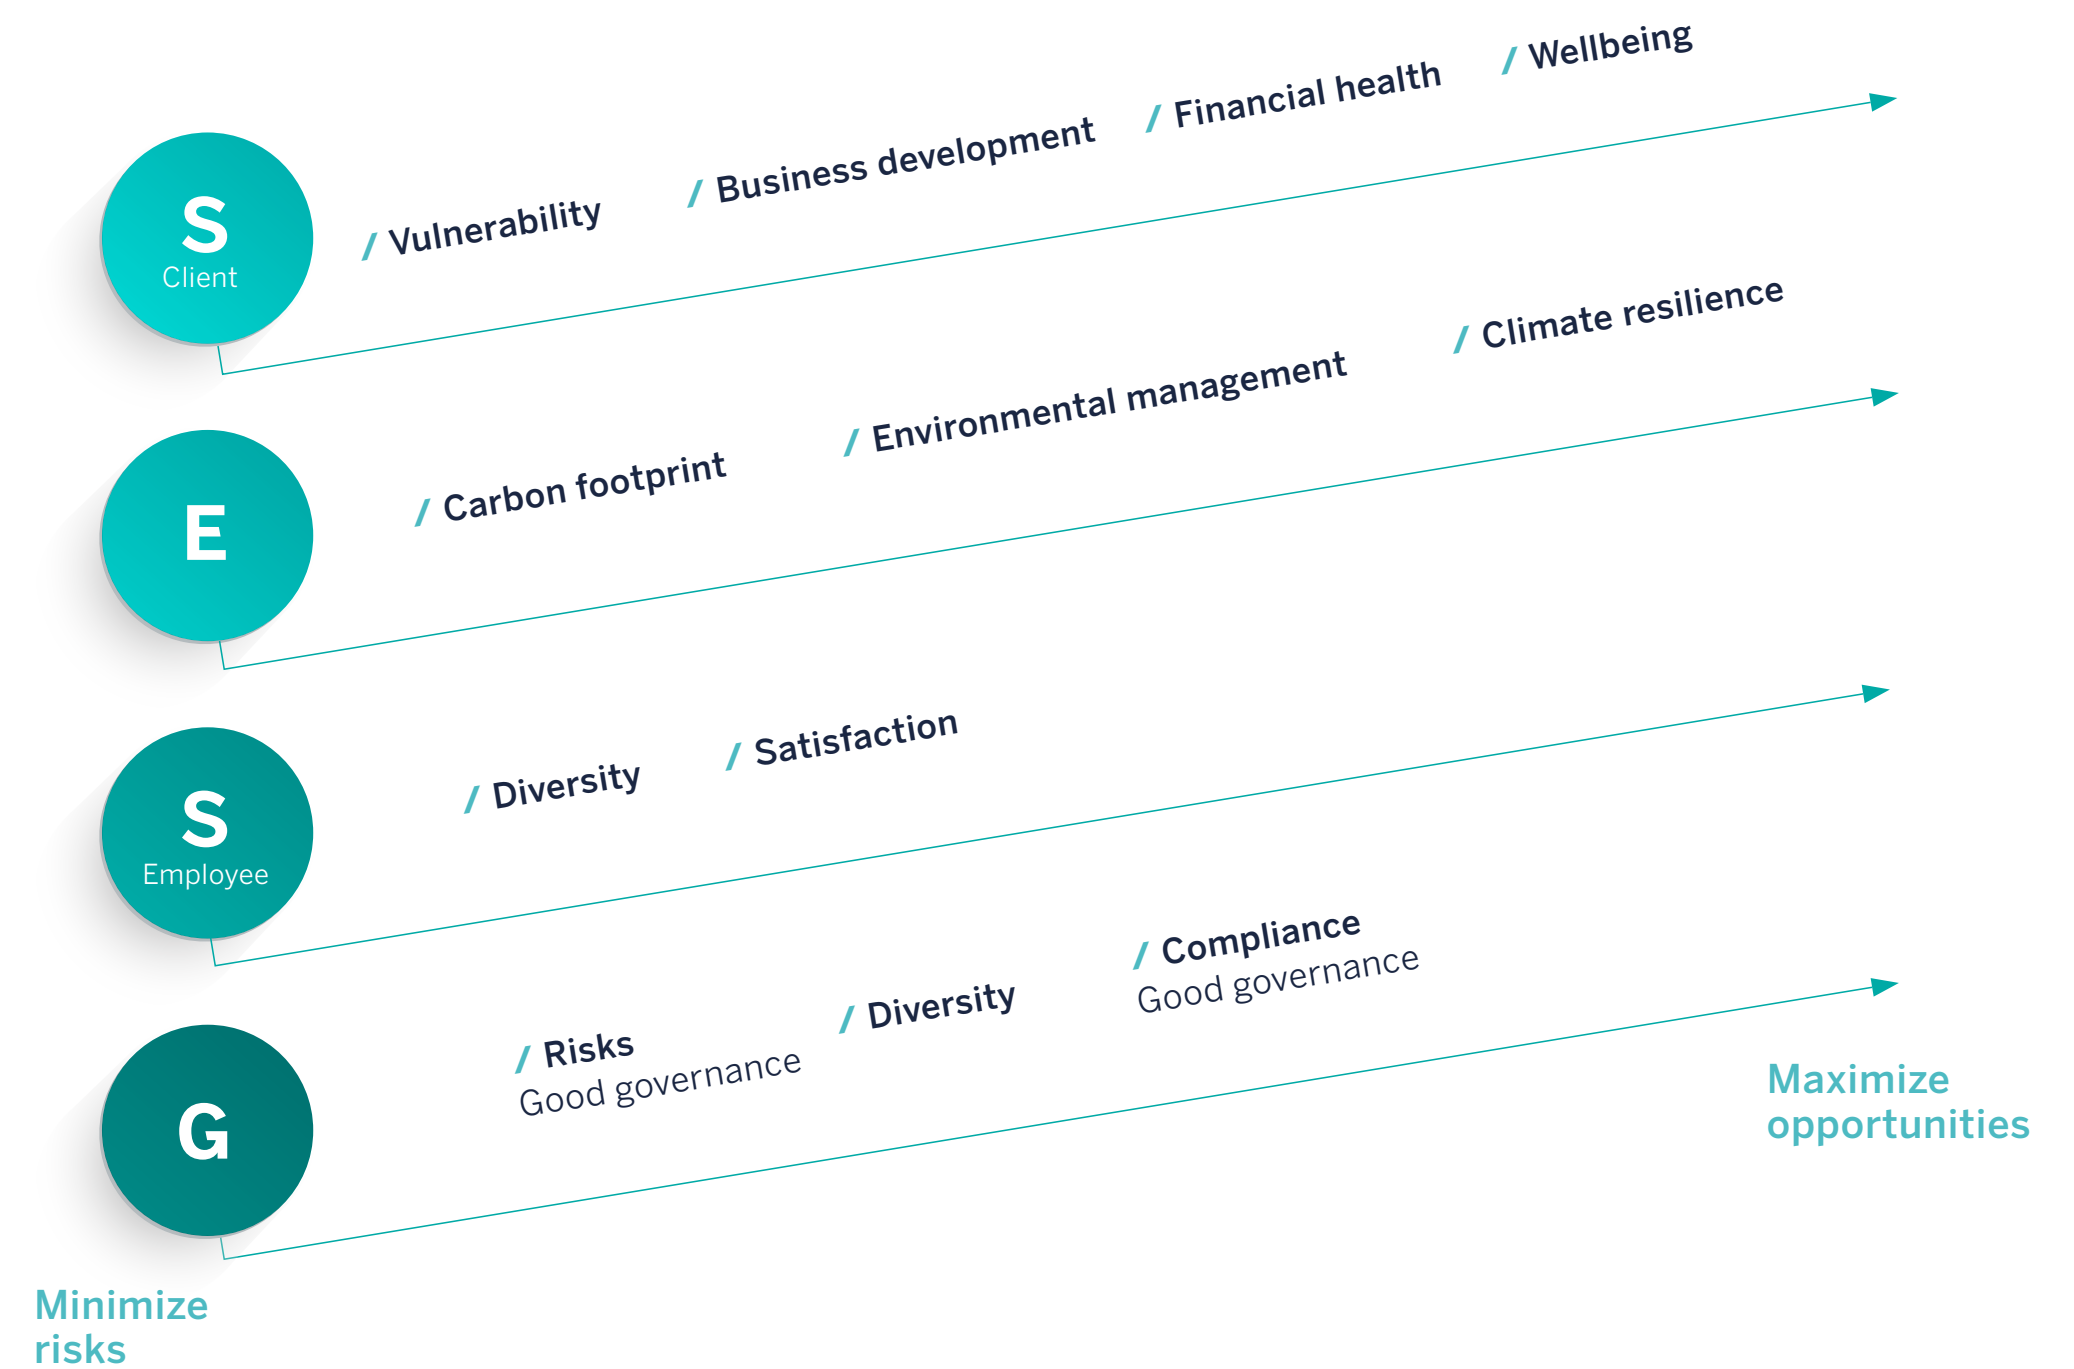 S
Client
/ Vulnerability
/ Business development
/ Financial health
/ Wellbeing
E
/ Carbon footprint
/ Environmental management
/ Climate resilience
S
Employee
/ Diversity
/ Satisfaction
G
/ Risks
Good governance
/ Diversity
/ Compliance
Good governance
Minimize
risks
Maximize
opportunities